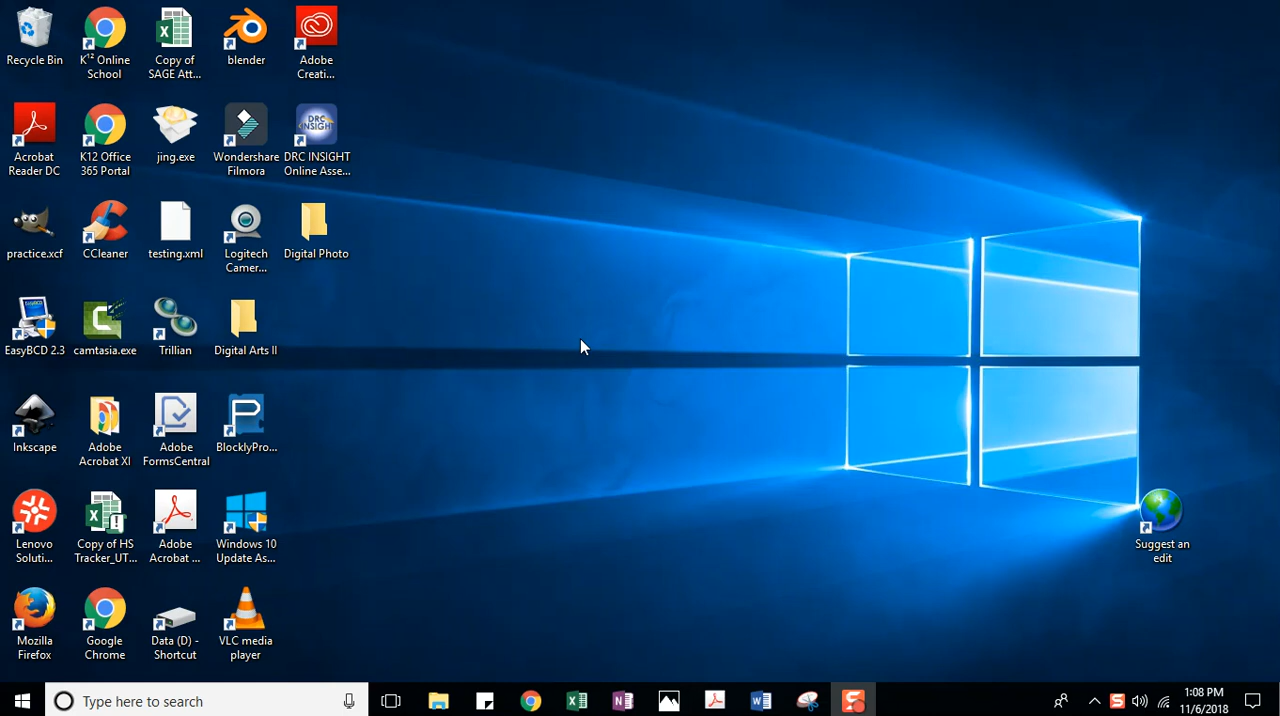 Recycle Bin
K¹² Online
School
Copy of
SAGE Att...
blender
Adobe
Creati...
Acrobat
Reader DC
K12 Office
365 Portal
jing.exe
Wondershare
Filmora
DRC
INSIGHT
DRC INSIGHT
Online Asse...
practice.xcf
CCleaner
testing.xml
Logitech
Camer...
Digital Photo
EasyBCD 2.3
camtasia.exe
Trillian
Digital Arts II
Inkscape
Adobe
Acrobat XI
Adobe
FormsCentral
BlocklyPro...
Lenovo
Soluti...
Copy of HS
Tracker_UT...
Adobe
Acrobat ...
Windows 10
Update As...
Suggest an
edit
Mozilla
Firefox
Google
Chrome
Data (D) -
Shortcut
VLC media
player
Type here to search
1:08 PM
11/6/2018